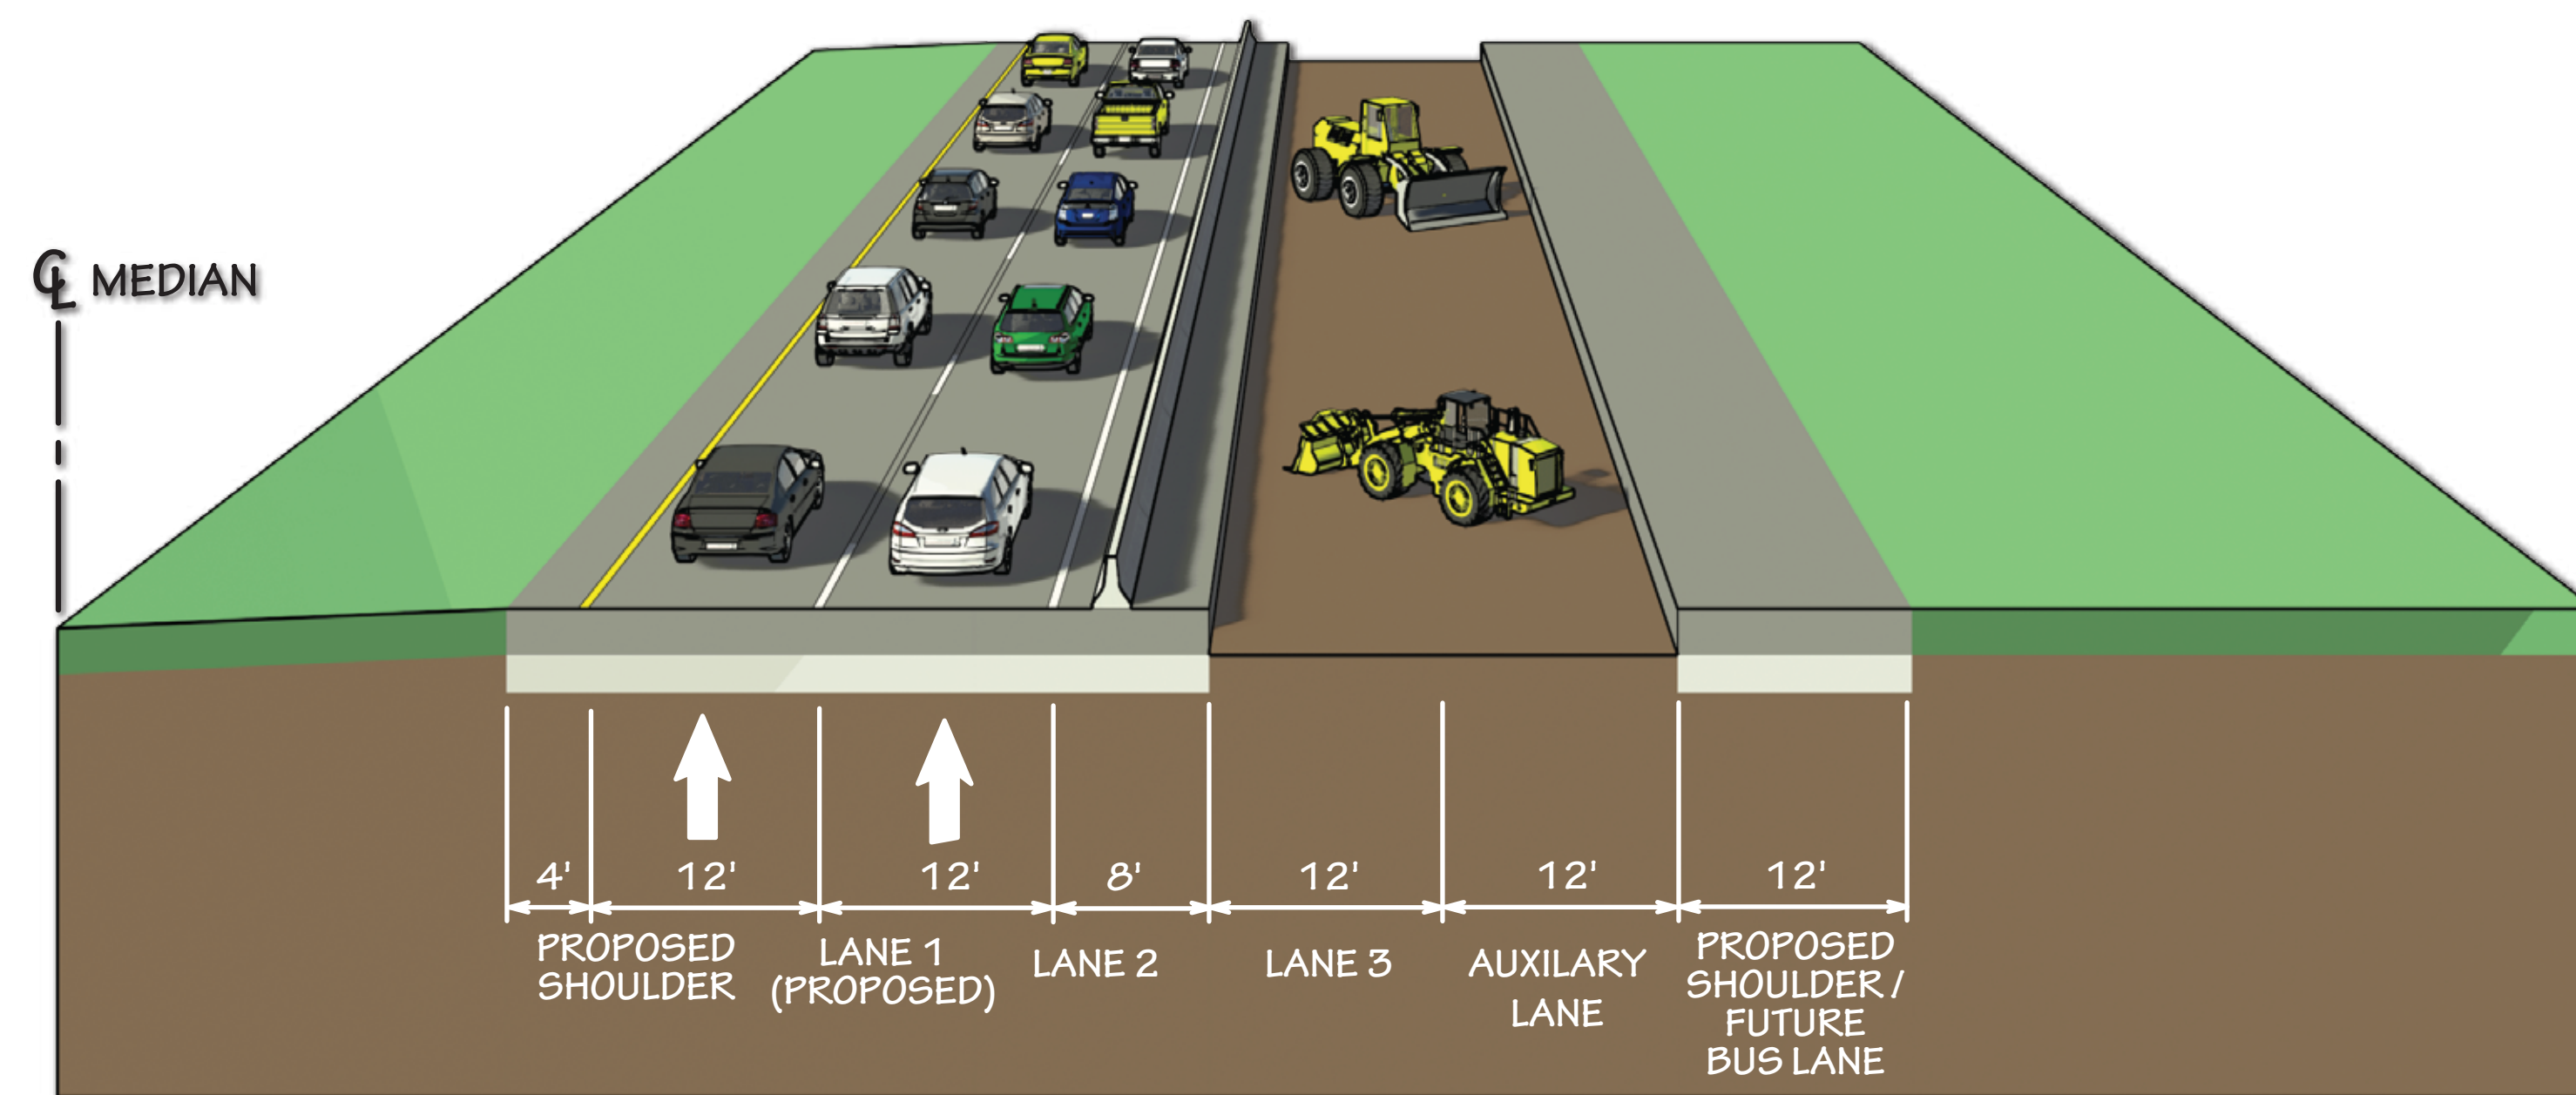 ℄ MEDIAN
4' 12' 12' 8' 12' 12' 12'
PROPOSED
SHOULDER
LANE 1
(PROPOSED)
LANE 2
LANE 3
AUXILARY
LANE
PROPOSED
SHOULDER /
FUTURE
BUS LANE